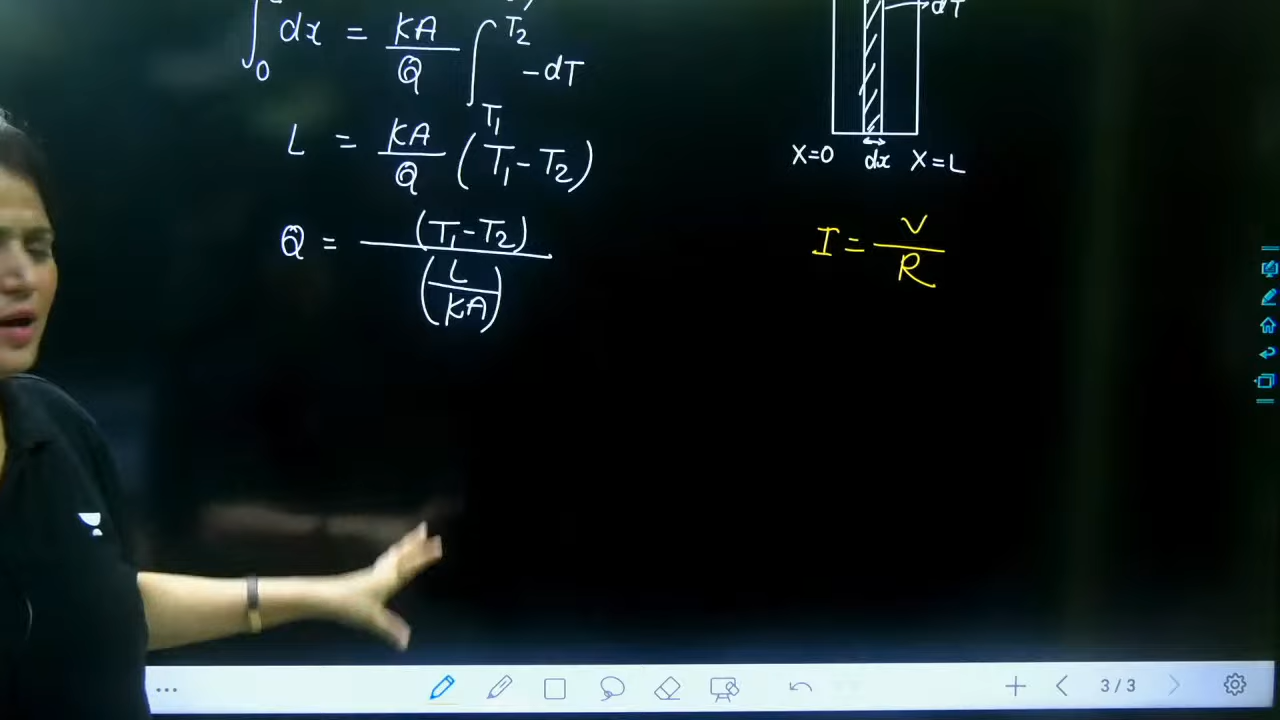 ∫₀ dx = KA/Q ∫_{T₁}^{T₂} -dT
L = KA/Q (T₁-T₂)
Q = (T₁-T₂)/(L/KA)
dT
X=0 dx X=L
I = V/R
3/3